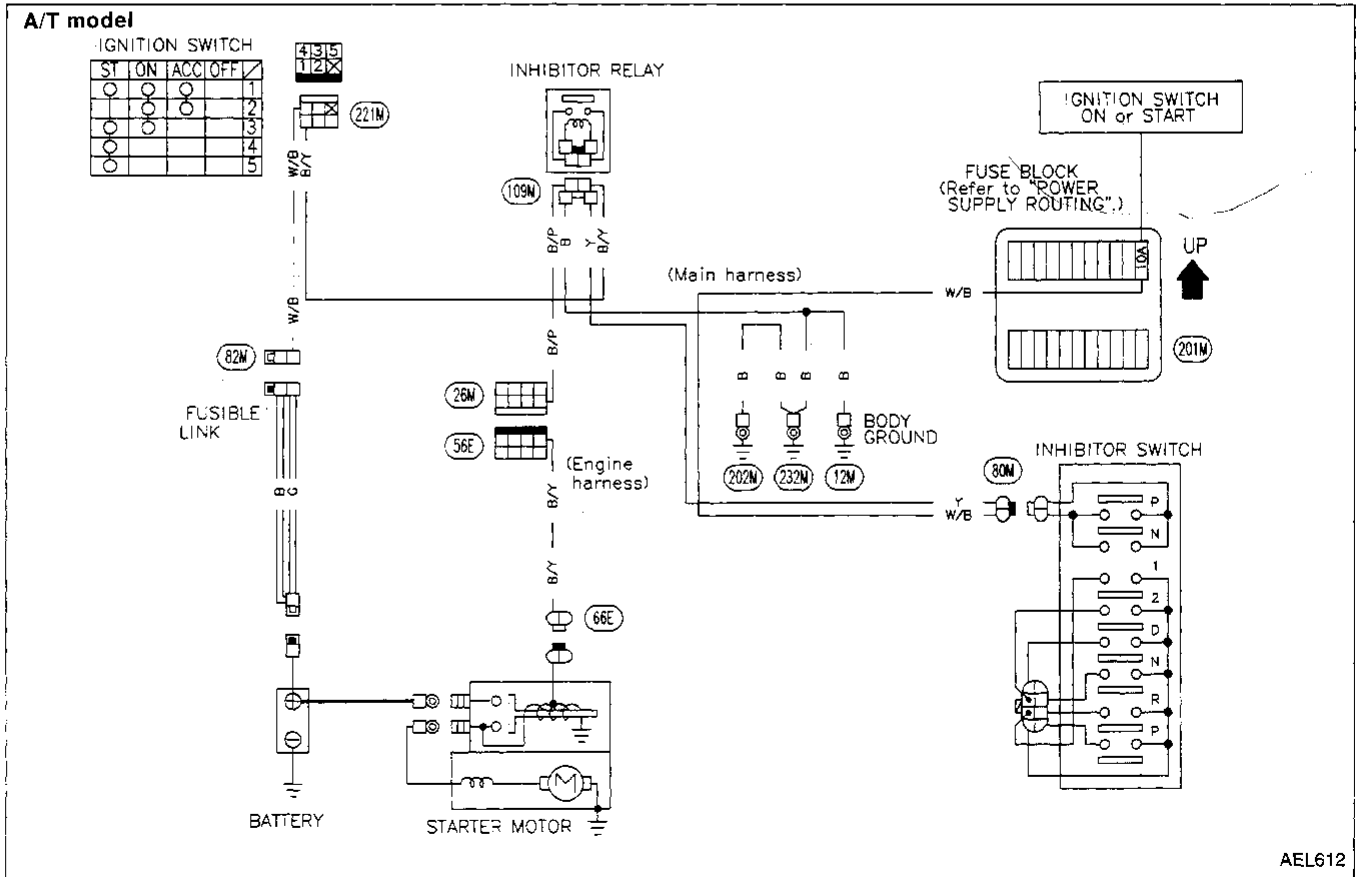 A/T model
IGNITION SWITCH
ST ON ACC OFF
1
2
3
4
5
4 3 5
1 2
221M
W/B
B/Y
W/B
82M
FUSIBLE
LINK
B
G
BATTERY
INHIBITOR RELAY
109M
B/P
B
Y
B/Y
B/P
26M
56E
(Engine
harness)
B/Y
B/Y
66E
M
STARTER MOTOR
(Main harness)
B
B
B
B
BODY
GROUND
202M
232M
12M
IGNITION SWITCH
ON or START
FUSE BLOCK
(Refer to "POWER
SUPPLY ROUTING".)
10A
UP
W/B
201M
INHIBITOR SWITCH
80M
Y
W/B
P
N
1
2
D
N
R
P
AEL612